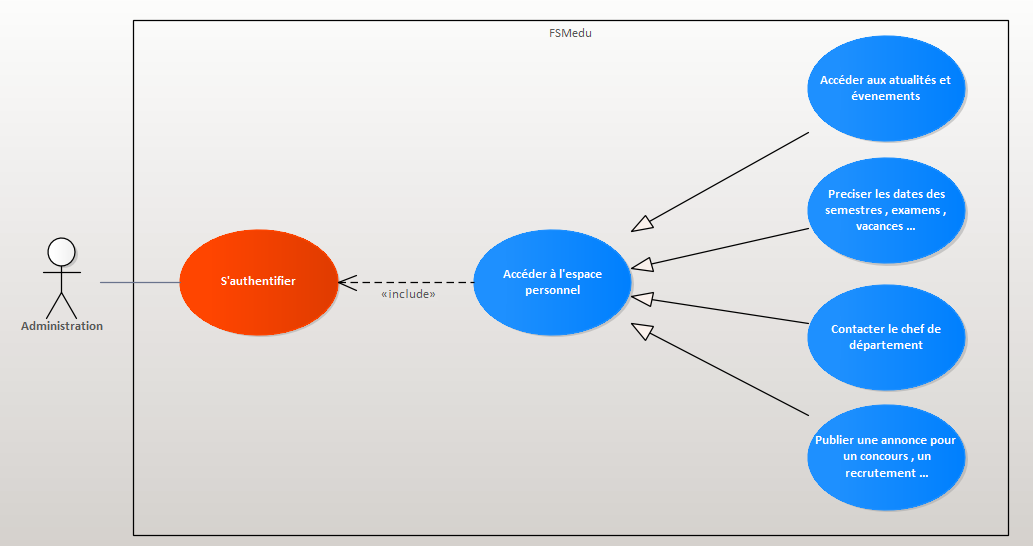 FSMedu
Accéder aux atualités et
évenements
Preciser les dates des
semestres , examens ,
vacances ...
S'authentifier
«include»
Accéder à l'espace
personnel
Administration
Contacter le chef de
département
Publier une annonce pour
un concours , un
recrutement ...